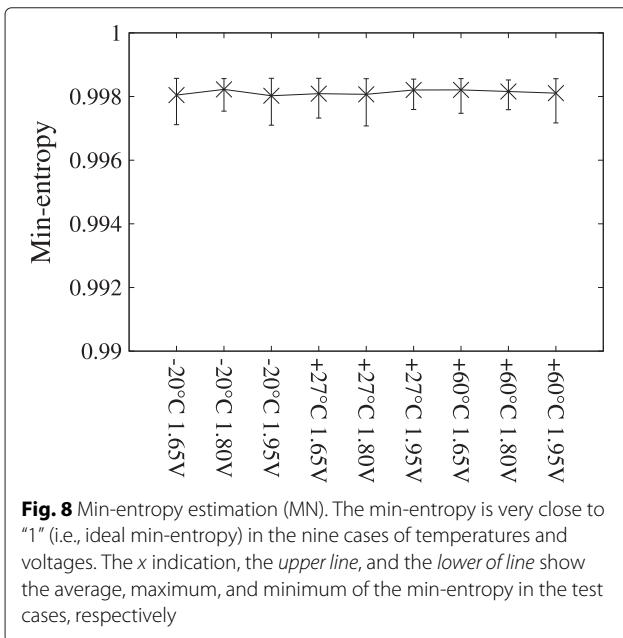 1
0.998
0.996
0.994
0.992
0.99
Min-entropy
-20°C 1.65V
-20°C 1.80V
-20°C 1.95V
+27°C 1.65V
+27°C 1.80V
+27°C 1.95V
+60°C 1.65V
+60°C 1.80V
+60°C 1.95V
Fig. 8 Min-entropy estimation (MN). The min-entropy is very close to
“1” (i.e., ideal min-entropy) in the nine cases of temperatures and
voltages. The x indication, the upper line, and the lower of line show
the average, maximum, and minimum of the min-entropy in the test
cases, respectively